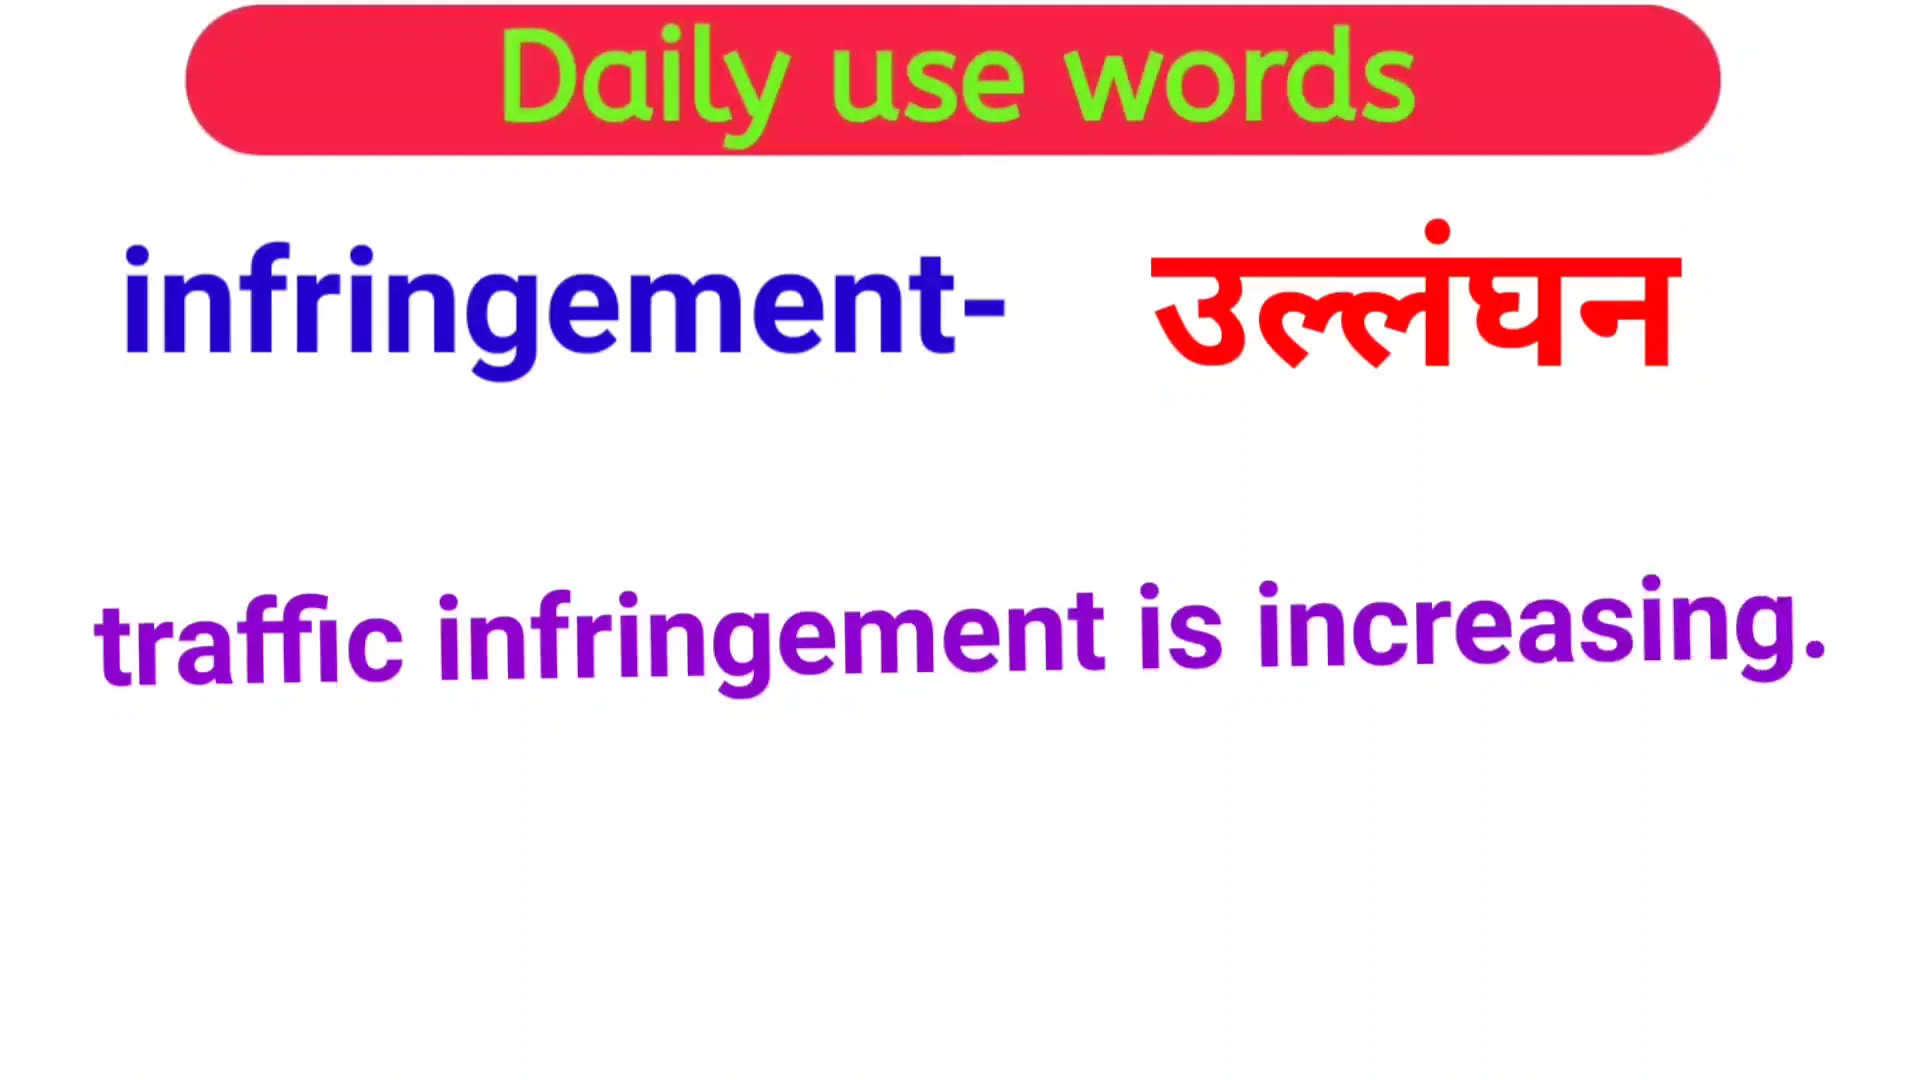 Daily use words
infringement- उल्लंघन
traffic infringement is increasing.